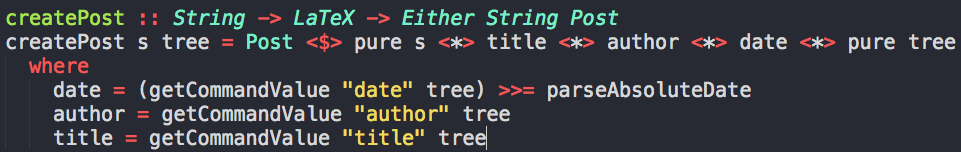 createPost :: String -> LaTeX -> Either String Post
createPost s tree = Post <$> pure s <*> title <*> author <*> date <*> pure tree
  where
    date = (getCommandValue "date" tree) >>= parseAbsoluteDate
    author = getCommandValue "author" tree
    title = getCommandValue "title" tree